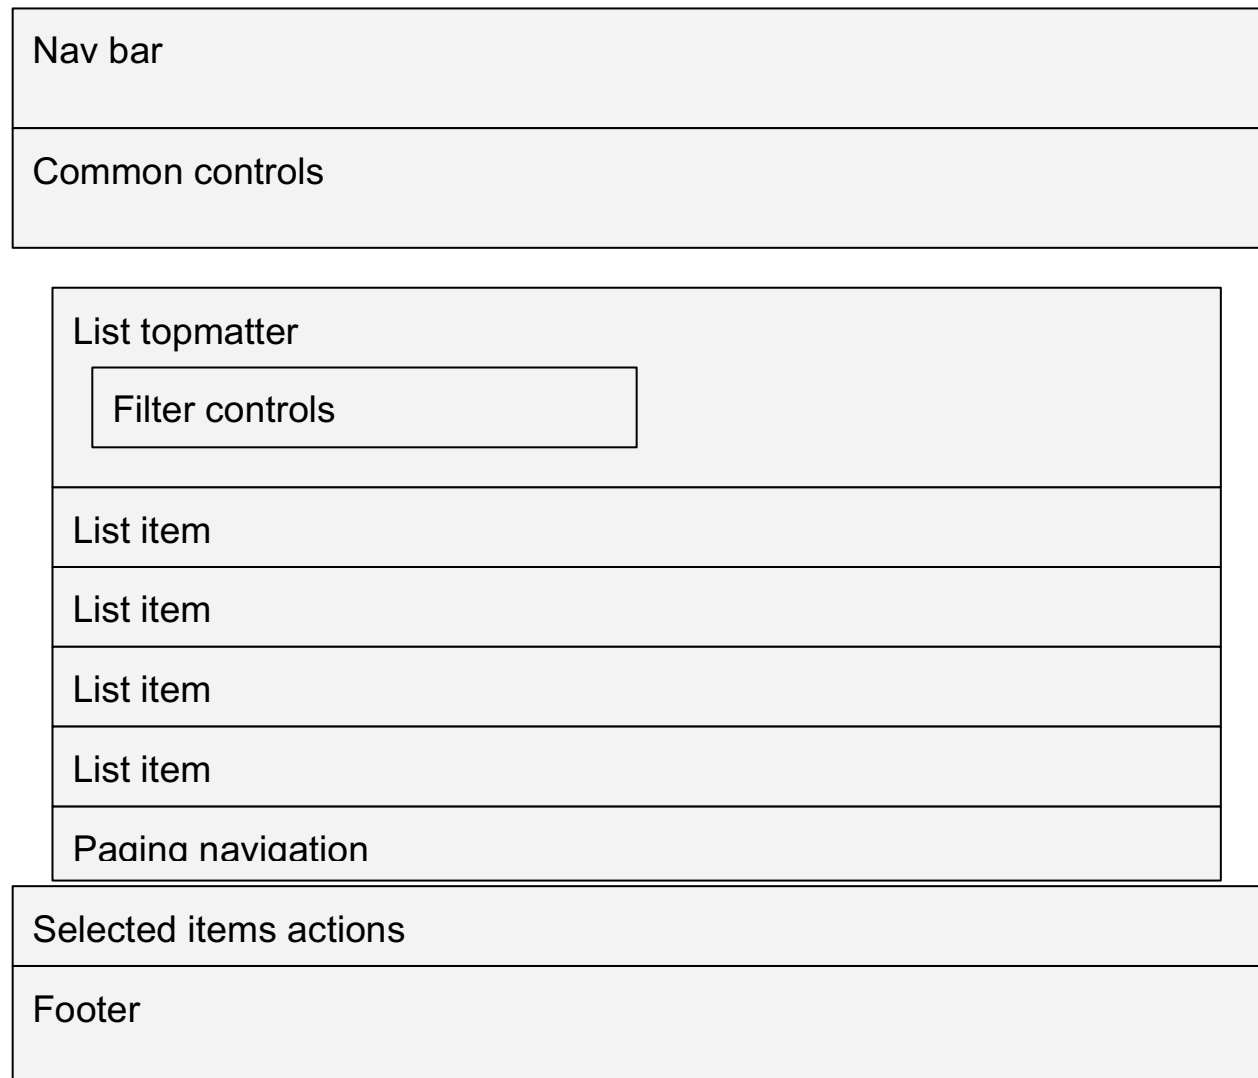 Nav bar
Common controls
List topmatter
Filter controls
List item
List item
List item
List item
Paging navigation
Selected items actions
Footer